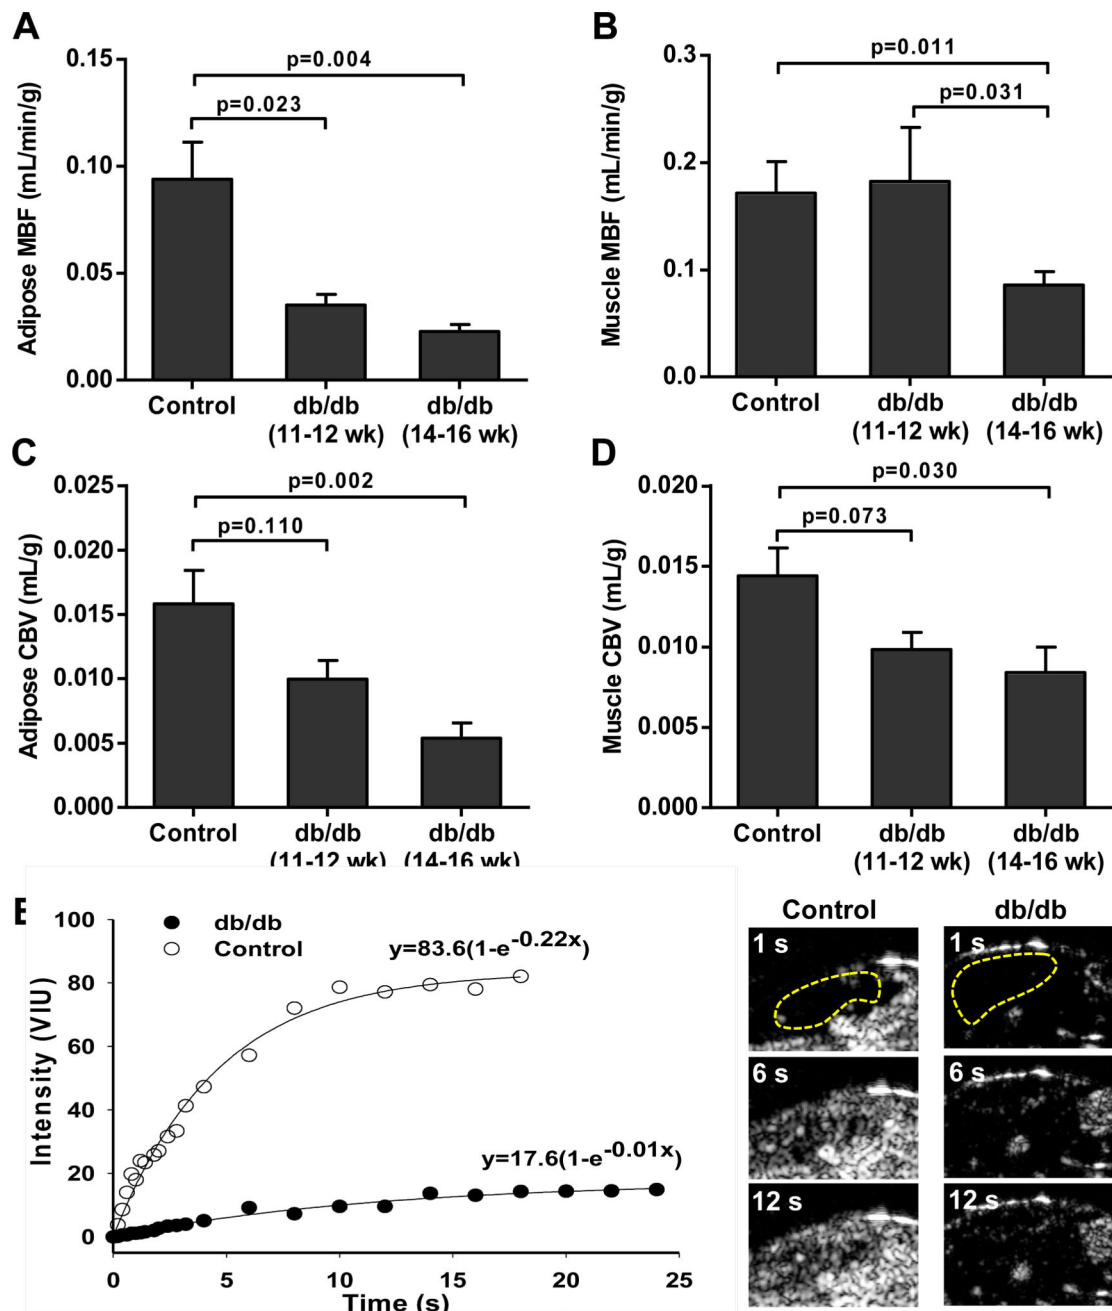 A
0.15
0.10
0.05
0.00
Adipose MBF (mL/min/g)
p=0.004
p=0.023
Control
db/db
(11-12 wk)
db/db
(14-16 wk)
B
0.3
0.2
0.1
0.0
Muscle MBF (mL/min/g)
p=0.011
p=0.031
Control
db/db
(11-12 wk)
db/db
(14-16 wk)
C
0.025
0.020
0.015
0.010
0.005
0.000
Adipose CBV (mL/g)
p=0.002
p=0.110
Control
db/db
(11-12 wk)
db/db
(14-16 wk)
D
0.020
0.015
0.010
0.005
0.000
Muscle CBV (mL/g)
p=0.030
p=0.073
Control
db/db
(11-12 wk)
db/db
(14-16 wk)
E
100
80
60
40
20
0
Intensity (VIU)
db/db
Control
y=83.6(1-e^-0.22x)
y=17.6(1-e^-0.01x)
0 5 10 15 20 25
Time (s)
Control
db/db
1 s
1 s
6 s
6 s
12 s
12 s